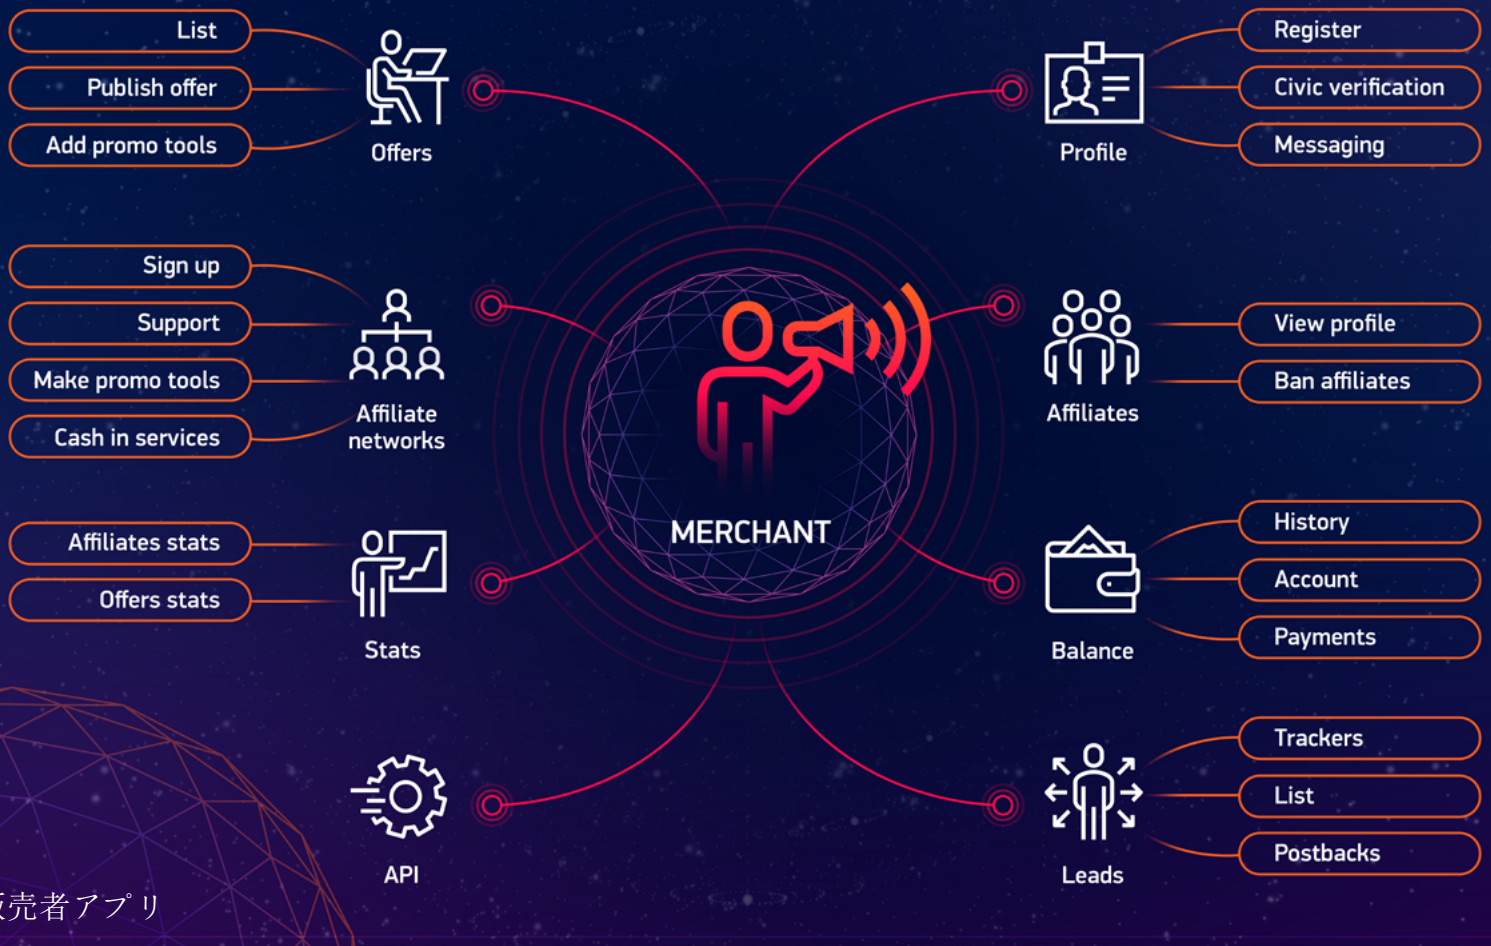 List
Publish offer
Add promo tools
Offers
Sign up
Support
Make promo tools
Cash in services
Affiliate
networks
Affiliates stats
Offers stats
Stats
API
MERCHANT
Register
Civic verification
Messaging
Profile
View profile
Ban affiliates
Affiliates
History
Account
Payments
Balance
Trackers
List
Postbacks
Leads
販売者アプリ